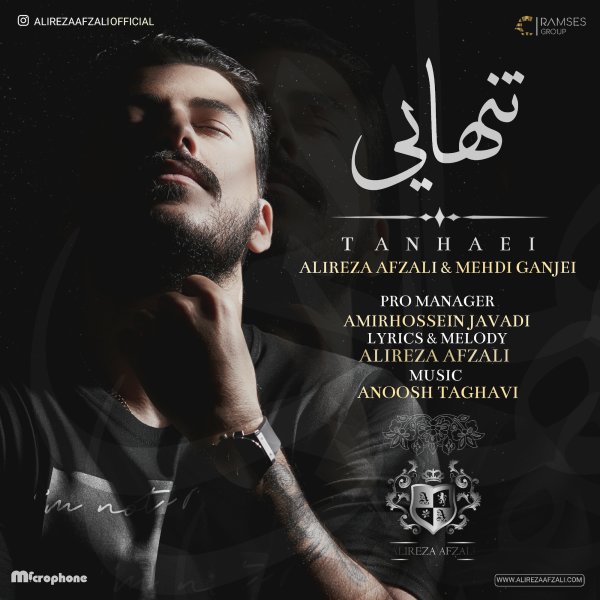 ALIREZAAFZALIOFFICIAL
RAMSES
GROUP
تنهایی
TANHAEI
ALIREZA AFZALI & MEHDI GANJEI
PRO MANAGER
AMIRHOSSEIN JAVADI
LYRICS & MELODY
ALIREZA AFZALI
MUSIC
ANOOSH TAGHAVI
A A
ALIREZA AFZALI
Microphone
WWW.ALIREZAAFZALI.COM